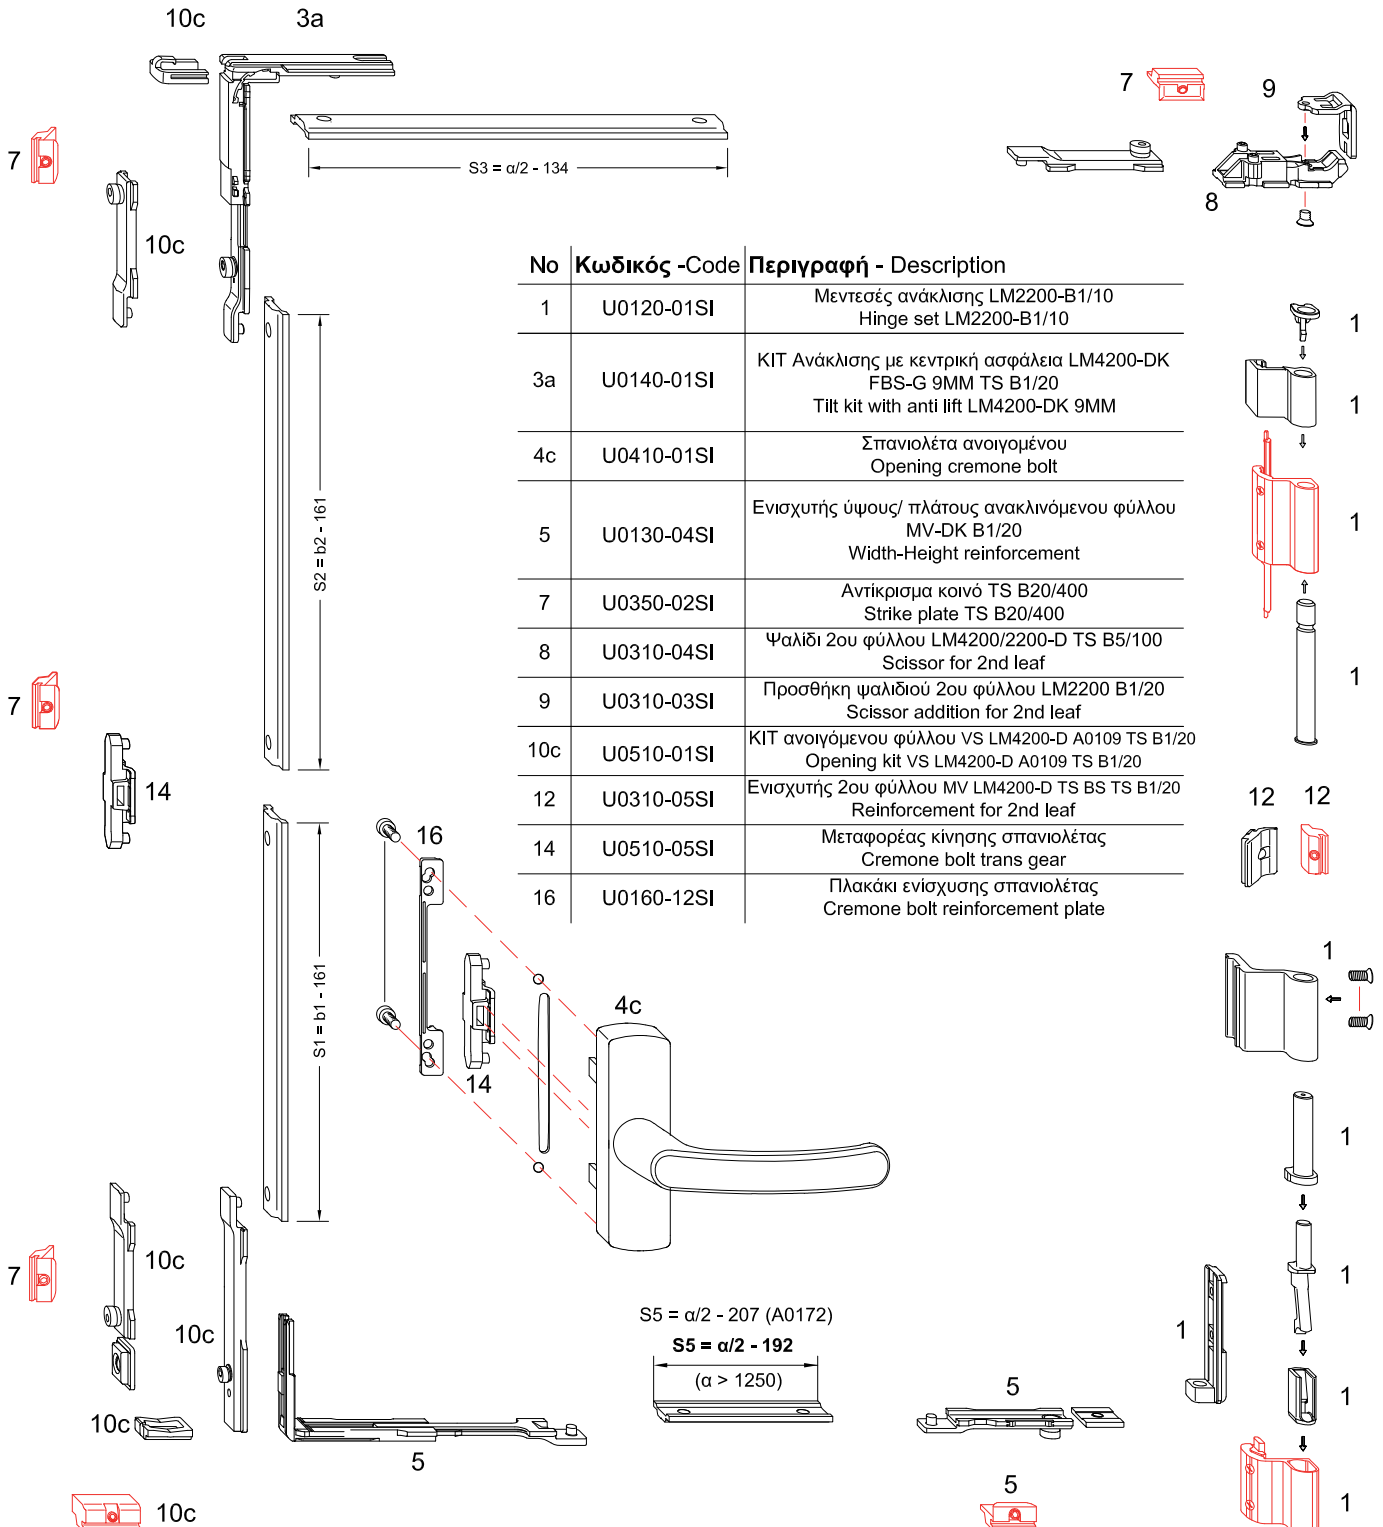 10c
3a
7
9
7
S3 = α/2 - 134
8
10c
No Κωδικός -Code Περιγραφή - Description
1 U0120-01SI Μεντεσές ανάκλισης LM2200-B1/10
Hinge set LM2200-B1/10
3a U0140-01SI ΚΙΤ Ανάκλισης με κεντρική ασφάλεια LM4200-DK
FBS-G 9MM TS B1/20
Tilt kit with anti lift LM4200-DK 9MM
4c U0410-01SI Σπανιολέτα ανοιγομένου
Opening cremone bolt
5 U0130-04SI Ενισχυτής ύψους/ πλάτους ανακλινόμενου φύλλου
MV-DK B1/20
Width-Height reinforcement
7 U0350-02SI Αντίκρισμα κοινό TS B20/400
Strike plate TS B20/400
8 U0310-04SI Ψαλίδι 2ου φύλλου LM4200/2200-D TS B5/100
Scissor for 2nd leaf
9 U0310-03SI Προσθήκη ψαλιδιού 2ου φύλλου LM2200 B1/20
Scissor addition for 2nd leaf
10c U0510-01SI ΚΙΤ ανοιγόμενου φύλλου VS LM4200-D A0109 TS B1/20
Opening kit VS LM4200-D A0109 TS B1/20
12 U0310-05SI Ενισχυτής 2ου φύλλου MV LM4200-D TS BS TS B1/20
Reinforcement for 2nd leaf
14 U0510-05SI Μεταφορέας κίνησης σπανιολέτας
Cremone bolt trans gear
16 U0160-12SI Πλακάκι ενίσχυσης σπανιολέτας
Cremone bolt reinforcement plate
1
1
S2 = b2 - 161
1
7
1
14
12
12
16
1
S1 = b1 - 161
4c
14
1
7
10c
1
10c
S5 = α/2 - 207 (A0172)
S5 = α/2 - 192
(α > 1250)
1
5
1
10c
5
5
10c
1